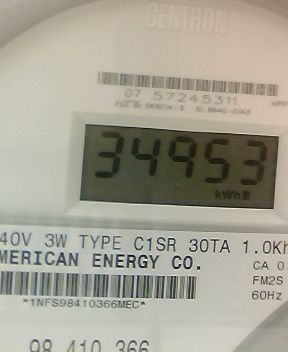 CENTRON®
07 57245311
34953
kWh
40V 3W TYPE C1SR 30TA 1.0Kh
MERICAN ENERGY CO.
CA 0.
FM2S
60Hz
*1NFS98410366MEC*
98 410 366